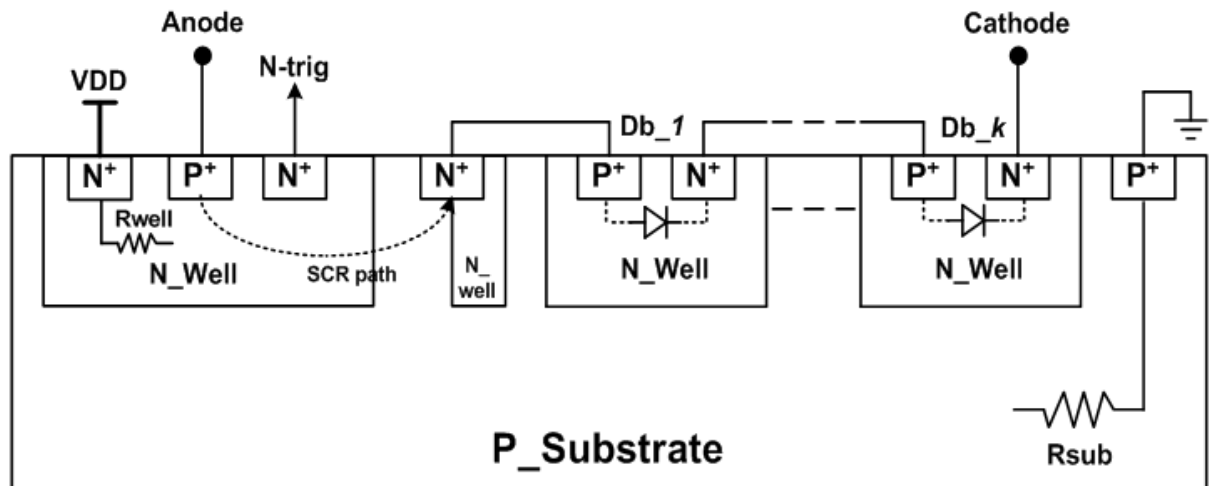 Anode
Cathode
VDD
N-trig
Db_1
Db_k
N+
P+
N+
N+
P+
N+
P+
N+
P+
Rwell
N_Well
SCR path
N_
well
N_Well
N_Well
P_Substrate
Rsub